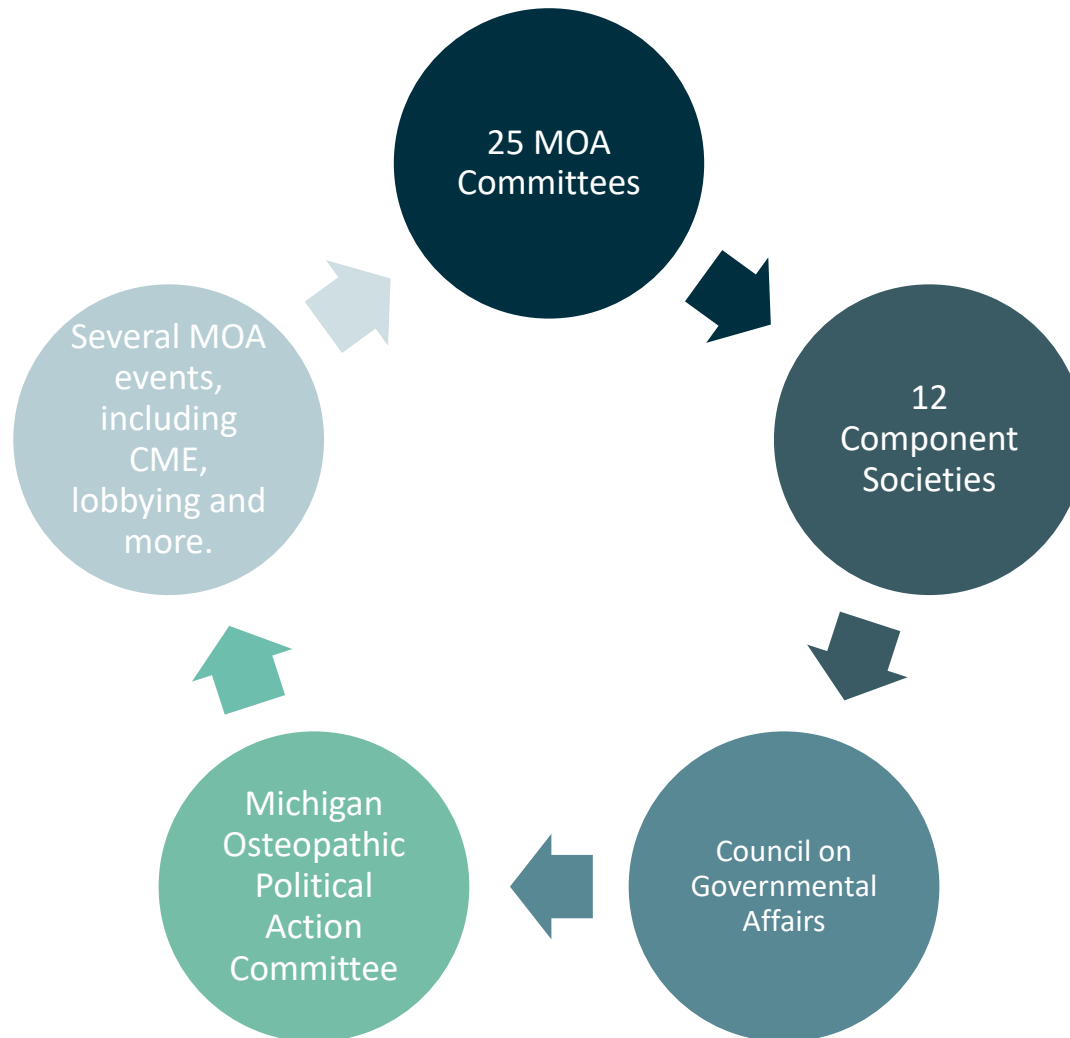 25 MOA
Committees
12
Component
Societies
Council on
Governmental
Affairs
Michigan
Osteopathic
Political
Action
Committee
Several MOA
events,
including
CME,
lobbying and
more.